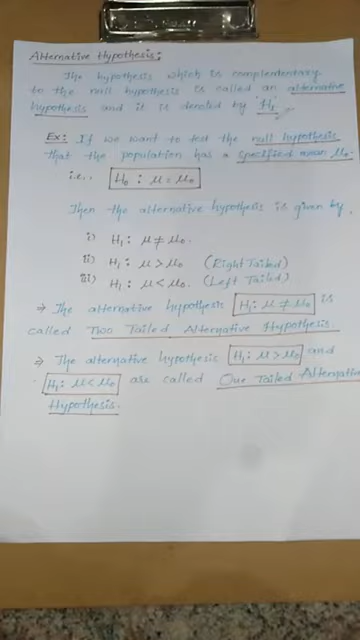 Alternative Hypothesis:
The hypothesis which is complementary
to the null hypothesis is called an alternative
hypothesis and it is denoted by H₁.
Ex: If we want to test the null hypothesis
that the population has a specified mean μ₀.
i.e.. H₀ : μ = μ₀
Then the alternative hypothesis is given by,
i) H₁ : μ ≠ μ₀.
ii) H₁ : μ > μ₀ (Right Tailed)
iii) H₁ : μ < μ₀. (Left Tailed)
⇒ The alternative hypothesis H₁ : μ ≠ μ₀ is
called Two Tailed Alternative Hypothesis.
⇒ The alternative hypothesis H₁ : μ > μ₀ and
H₁ : μ < μ₀ are called One Tailed Alternative
Hypothesis.